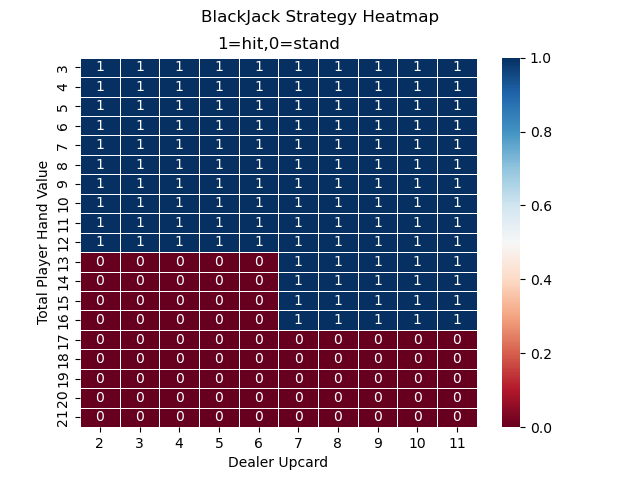 BlackJack Strategy Heatmap
1=hit,0=stand
Total Player Hand Value
3 1 1 1 1 1 1 1 1 1 1
4 1 1 1 1 1 1 1 1 1 1
5 1 1 1 1 1 1 1 1 1 1
6 1 1 1 1 1 1 1 1 1 1
7 1 1 1 1 1 1 1 1 1 1
8 1 1 1 1 1 1 1 1 1 1
9 1 1 1 1 1 1 1 1 1 1
10 1 1 1 1 1 1 1 1 1 1
11 1 1 1 1 1 1 1 1 1 1
12 1 1 1 1 1 1 1 1 1 1
13 0 0 0 0 0 1 1 1 1 1
14 0 0 0 0 0 1 1 1 1 1
15 0 0 0 0 0 1 1 1 1 1
16 0 0 0 0 0 1 1 1 1 1
17 0 0 0 0 0 0 0 0 0 0
18 0 0 0 0 0 0 0 0 0 0
19 0 0 0 0 0 0 0 0 0 0
20 0 0 0 0 0 0 0 0 0 0
21 0 0 0 0 0 0 0 0 0 0
2 3 4 5 6 7 8 9 10 11
Dealer Upcard
1.0
0.8
0.6
0.4
0.2
0.0